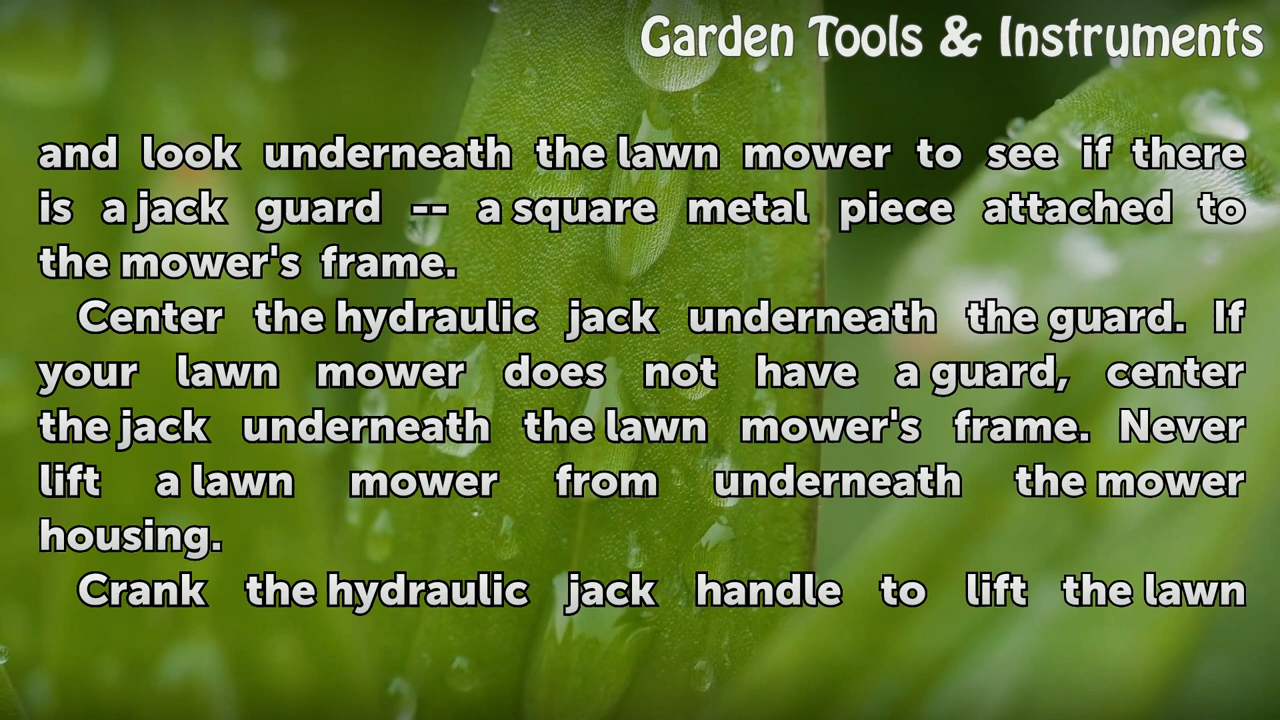 Garden Tools & Instruments
and look underneath the lawn mower to see if there
is a jack guard -- a square metal piece attached to
the mower's frame.
Center the hydraulic jack underneath the guard. If
your lawn mower does not have a guard, center
the jack underneath the lawn mower's frame. Never
lift a lawn mower from underneath the mower
housing.
Crank the hydraulic jack handle to lift the lawn